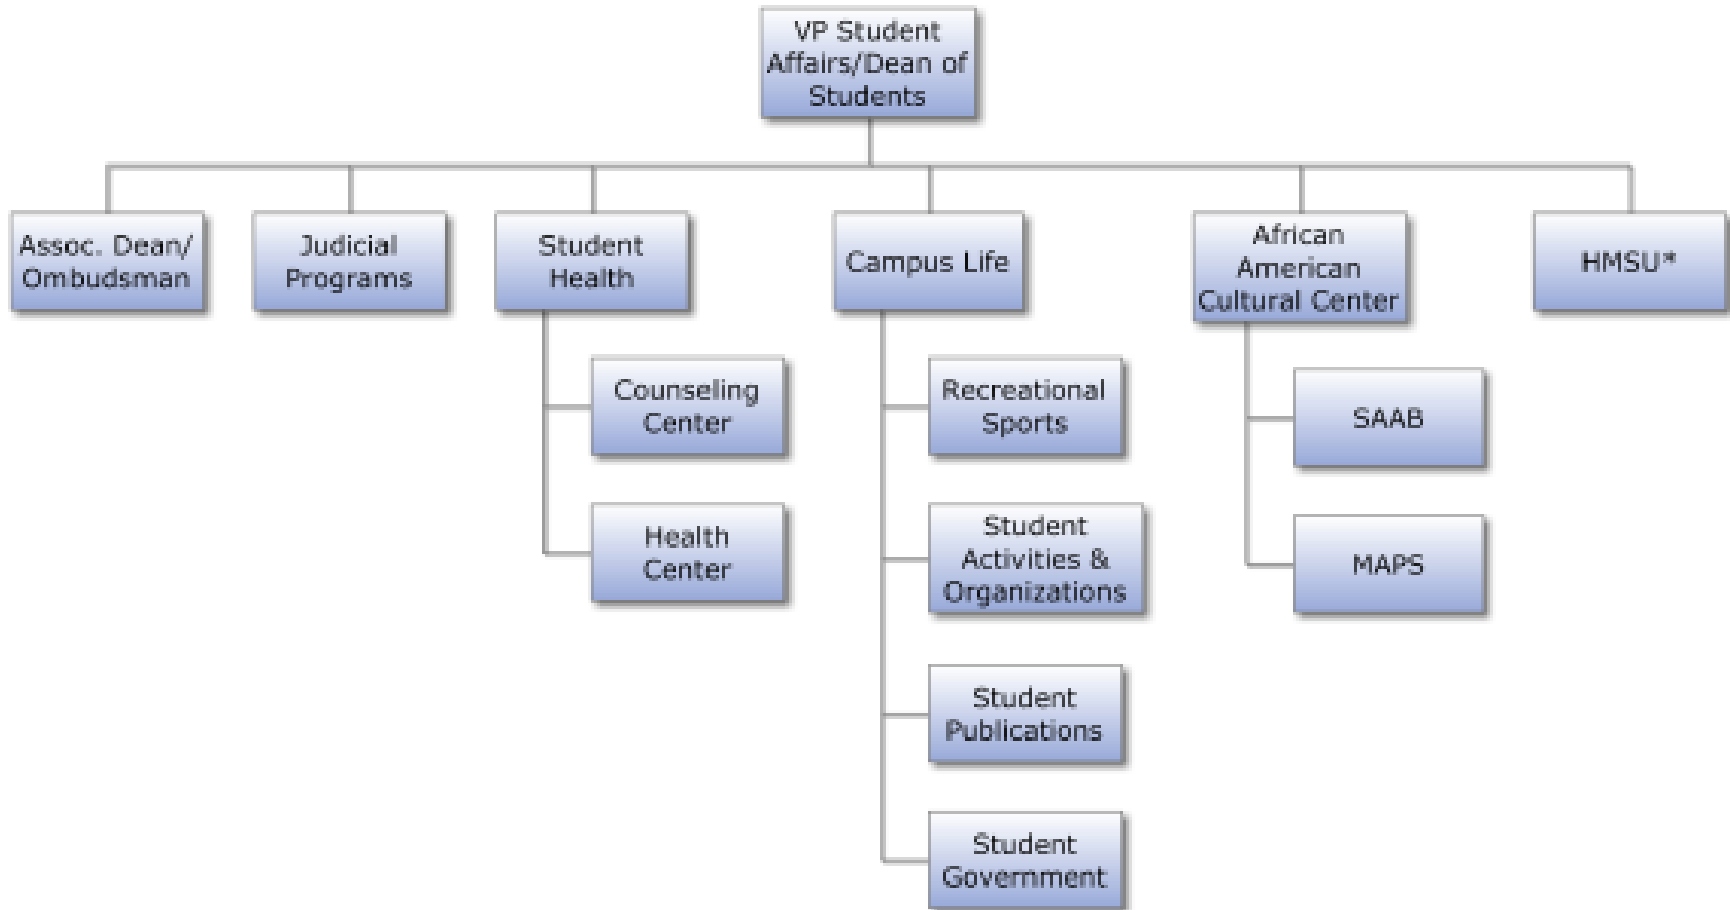 VP Student
Affairs/Dean of
Students
Assoc. Dean/
Ombudsman
Judicial
Programs
Student
Health
Campus Life
African
American
Cultural Center
HMSU*
Counseling
Center
Health
Center
Recreational
Sports
Student
Activities &
Organizations
Student
Publications
Student
Government
SAAB
MAPS